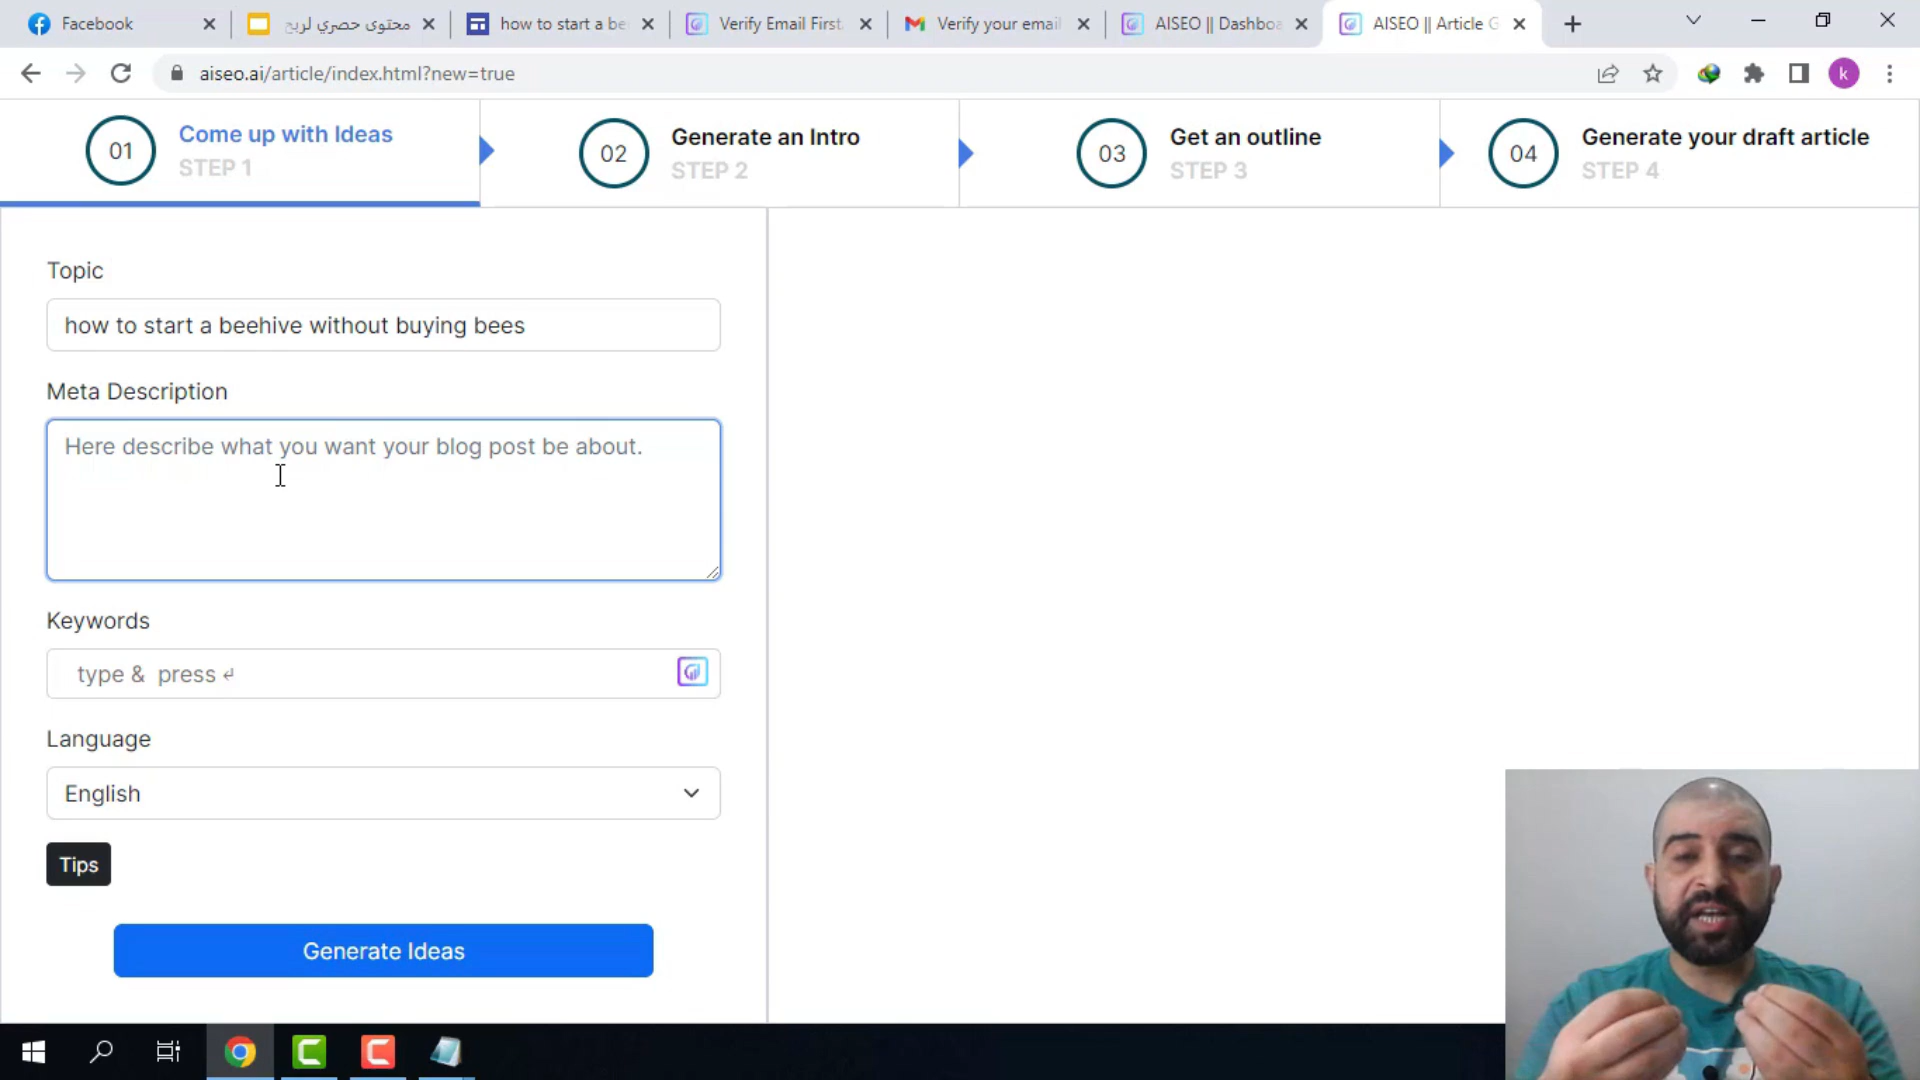 Facebook
محتوى حصري لربح
how to start a be
Verify Email First.
Verify your email
AISEO || Dashboa
AISEO || Article G
aiseo.ai/article/index.html?new=true
k
01
Come up with Ideas
STEP 1
02
Generate an Intro
STEP 2
03
Get an outline
STEP 3
04
Generate your draft article
STEP 4
Topic
how to start a beehive without buying bees
Meta Description
Here describe what you want your blog post be about.
Keywords
type & press ↲
Language
English
Tips
Generate Ideas